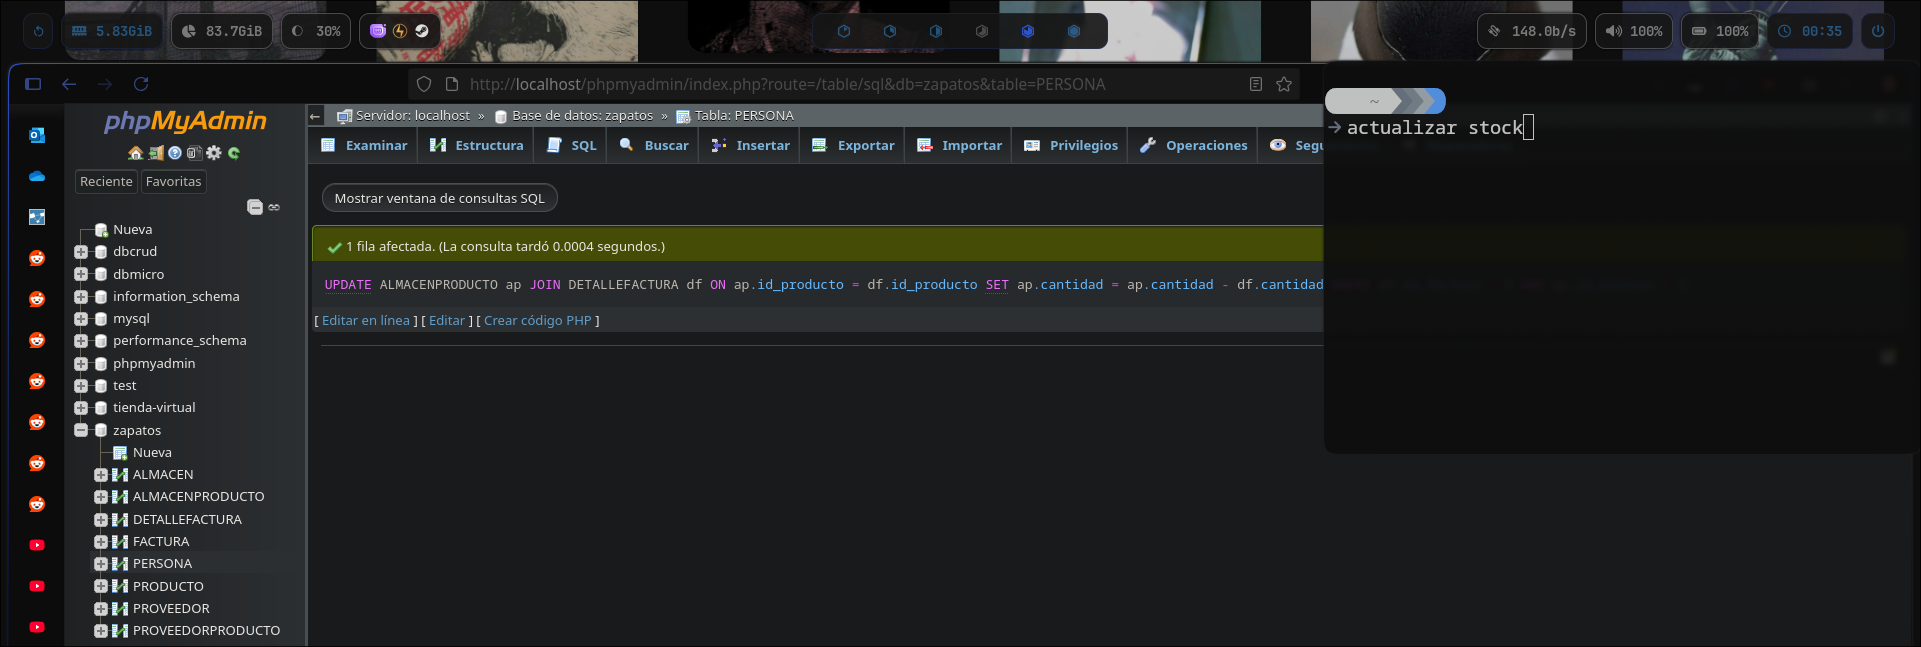 5.83GiB 83.7GiB 30% 148.0b/s 100% 100% 00:35
http://localhost/phpmyadmin/index.php?route=/table/sql&db=zapatos&table=PERSONA
~
actualizar stock
phpMyAdmin
Reciente Favoritas
Nueva
dbcrud
dbmicro
information_schema
mysql
performance_schema
phpmyadmin
test
tienda-virtual
zapatos
Nueva
ALMACEN
ALMACENPRODUCTO
DETALLEFACTURA
FACTURA
PERSONA
PRODUCTO
PROVEEDOR
PROVEEDORPRODUCTO
Servidor: localhost » Base de datos: zapatos » Tabla: PERSONA
Examinar Estructura SQL Buscar Insertar Exportar Importar Privilegios Operaciones Segu
Mostrar ventana de consultas SQL
1 fila afectada. (La consulta tardó 0.0004 segundos.)
UPDATE ALMACENPRODUCTO ap JOIN DETALLEFACTURA df ON ap.id_producto = df.id_producto SET ap.cantidad = ap.cantidad - df.cantidad
[ Editar en línea ] [ Editar ] [ Crear código PHP ]